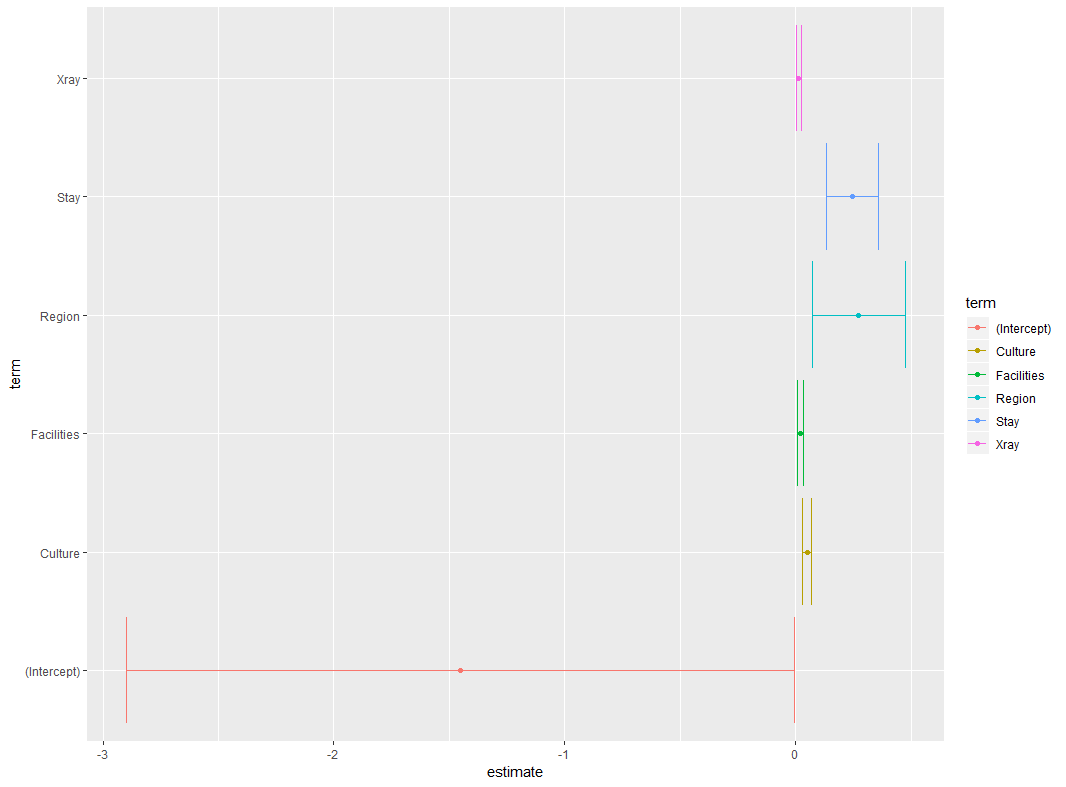 Xray
Stay
Region
Facilities
Culture
(Intercept)
term
-3
-2
-1
0
estimate
term
(Intercept)
Culture
Facilities
Region
Stay
Xray